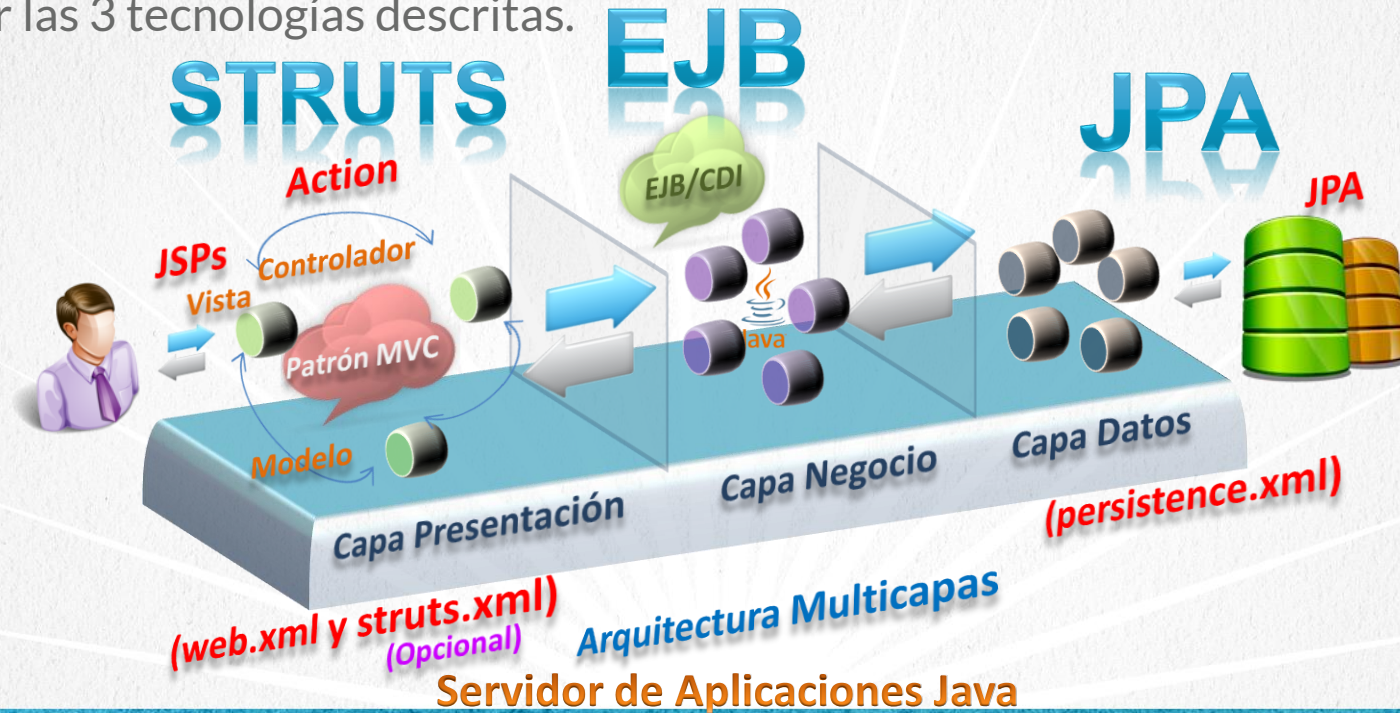 r las 3 tecnologías descritas.
STRUTS
EJB
JPA
Action
EJB/CDI
JPA
JSPs
Controlador
Vista
Patrón MVC
Java
Modelo
Capa Presentación
Capa Negocio
Capa Datos
(persistence.xml)
(web.xml y struts.xml)
(Opcional)
Arquitectura Multicapas
Servidor de Aplicaciones Java